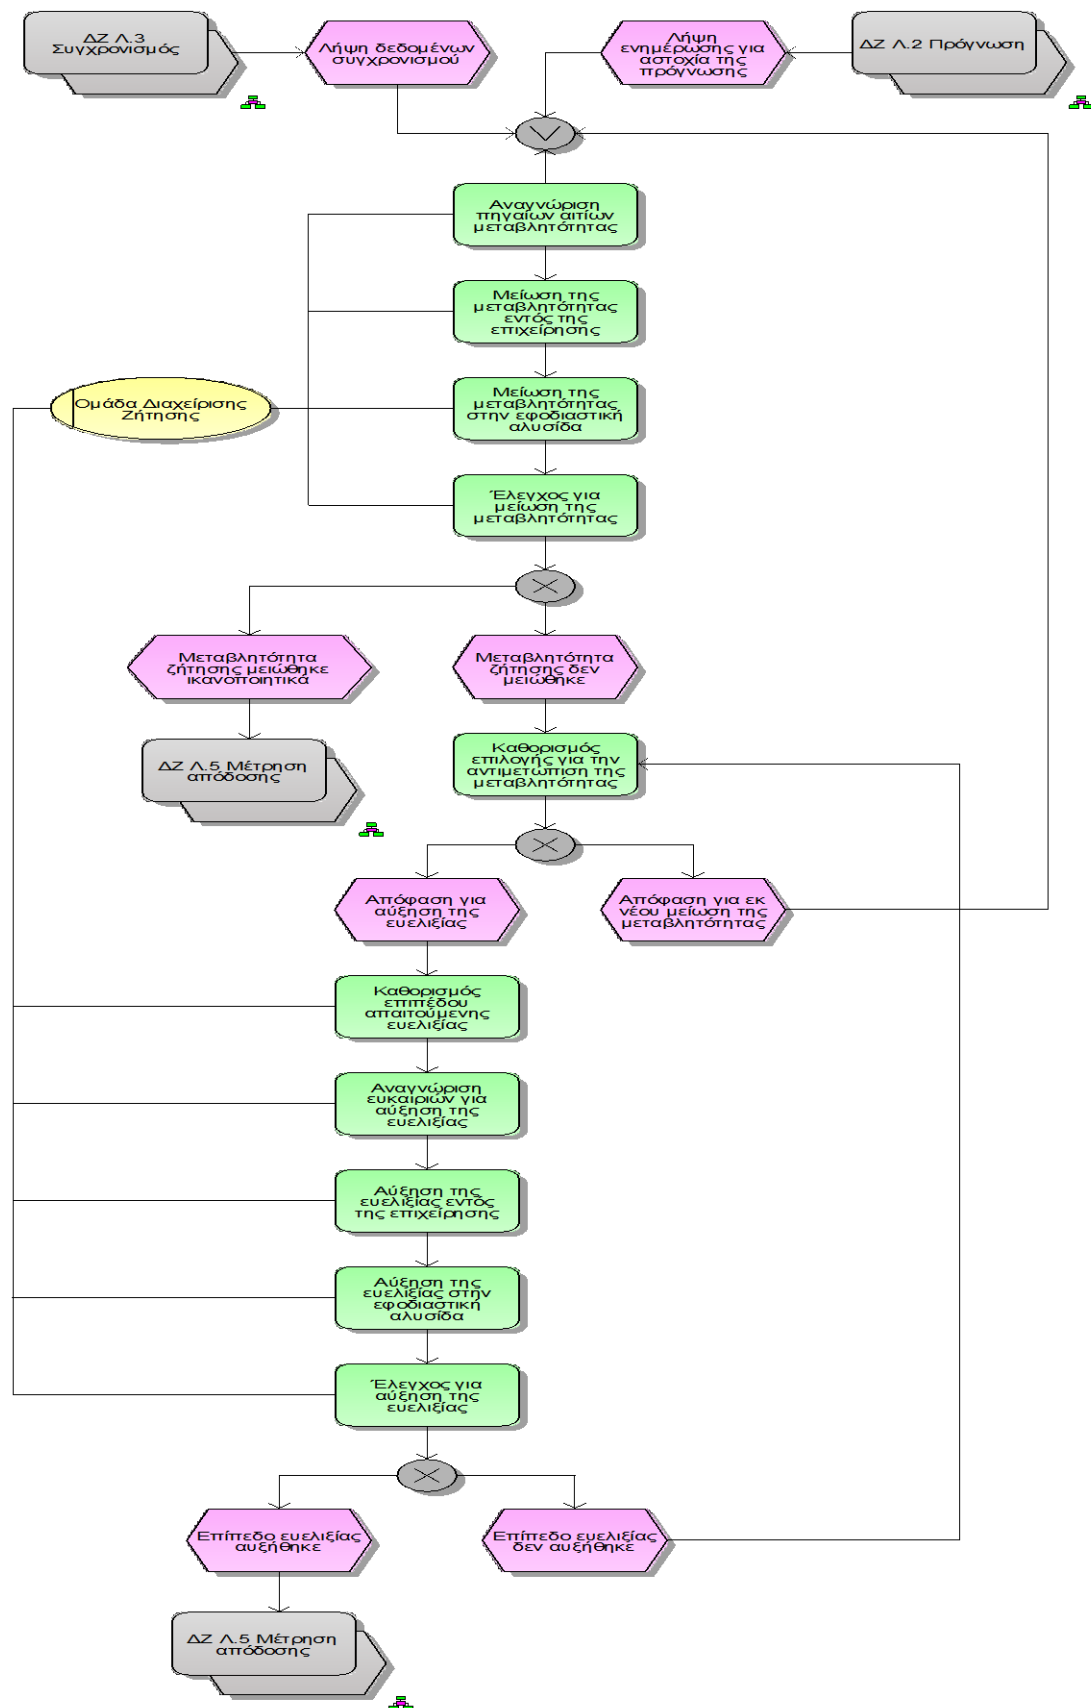 ΔΖ Λ.3
Συγχρονισμός
Λήψη δεδομένων
συγχρονισμού
Λήψη
ενημέρωσης για
αστοχία της
πρόγνωσης
ΔΖ Λ.2 Πρόγνωση
Αναγνώριση
πηγαίων αιτίων
μεταβλητότητας
Μείωση της
μεταβλητότητας
εντός της
επιχείρησης
Ομάδα Διαχείρισης
Ζήτησης
Μείωση της
μεταβλητότητας
στην εφοδιαστική
αλυσίδα
Έλεγχος για
μείωση της
μεταβλητότητας
Μεταβλητότητα
ζήτησης μειώθηκε
ικανοποιητικά
Μεταβλητότητα
ζήτησης δεν
μειώθηκε
ΔΖ Λ.5 Μέτρηση
απόδοσης
Καθορισμός
επιλογής για την
αντιμετώπιση της
μεταβλητότητας
Απόφαση για
αύξηση της
ευελιξίας
Απόφαση για εκ
νέου μείωση της
μεταβλητότητας
Καθορισμός
επιπέδου
απαιτούμενης
ευελιξίας
Αναγνώριση
ευκαιριών για
αύξηση της
ευελιξίας
Αύξηση της
ευελιξίας εντός
της επιχείρησης
Αύξηση της
ευελιξίας στην
εφοδιαστική
αλυσίδα
Έλεγχος για
αύξηση της
ευελιξίας
Επίπεδο ευελιξίας
αυξήθηκε
Επίπεδο ευελιξίας
δεν αυξήθηκε
ΔΖ Λ.5 Μέτρηση
απόδοσης